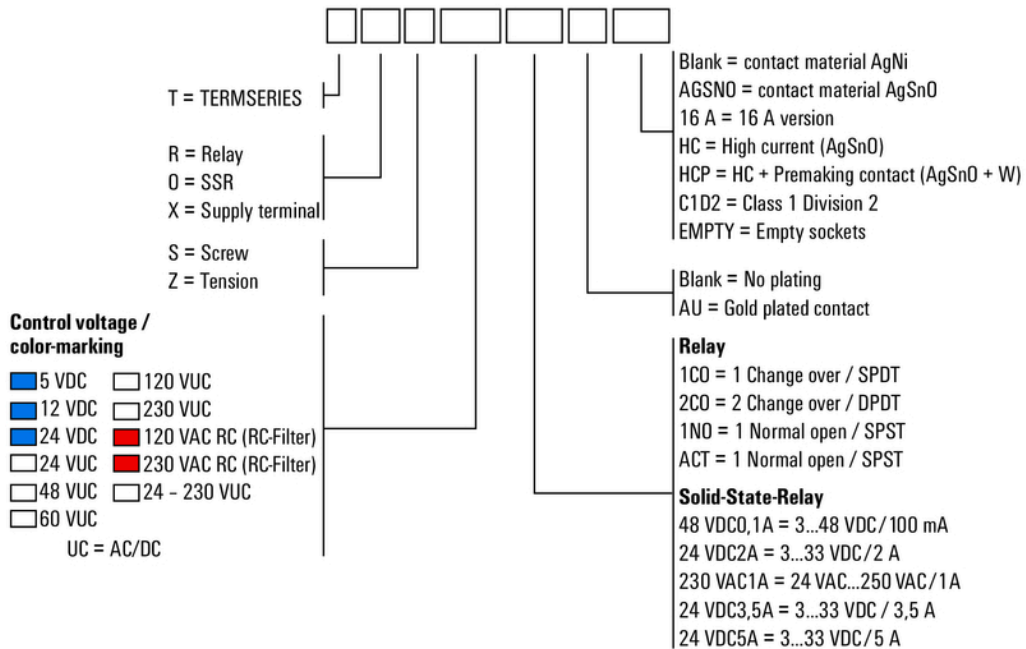 T = TERMSERIES
R = Relay
O = SSR
X = Supply terminal
S = Screw
Z = Tension
Control voltage /
color-marking
5 VDC 120 VUC
12 VDC 230 VUC
24 VDC 120 VAC RC (RC-Filter)
24 VUC 230 VAC RC (RC-Filter)
48 VUC 24 – 230 VUC
60 VUC
UC = AC/DC
Blank = contact material AgNi
AGSNO = contact material AgSnO
16 A = 16 A version
HC = High current (AgSnO)
HCP = HC + Premaking contact (AgSnO + W)
C1D2 = Class 1 Division 2
EMPTY = Empty sockets
Blank = No plating
AU = Gold plated contact
Relay
1CO = 1 Change over / SPDT
2CO = 2 Change over / DPDT
1NO = 1 Normal open / SPST
ACT = 1 Normal open / SPST
Solid-State-Relay
48 VDC0,1A = 3...48 VDC/100 mA
24 VDC2A = 3...33 VDC/2 A
230 VAC1A = 24 VAC...250 VAC/1A
24 VDC3,5A = 3...33 VDC / 3,5 A
24 VDC5A = 3...33 VDC/5 A